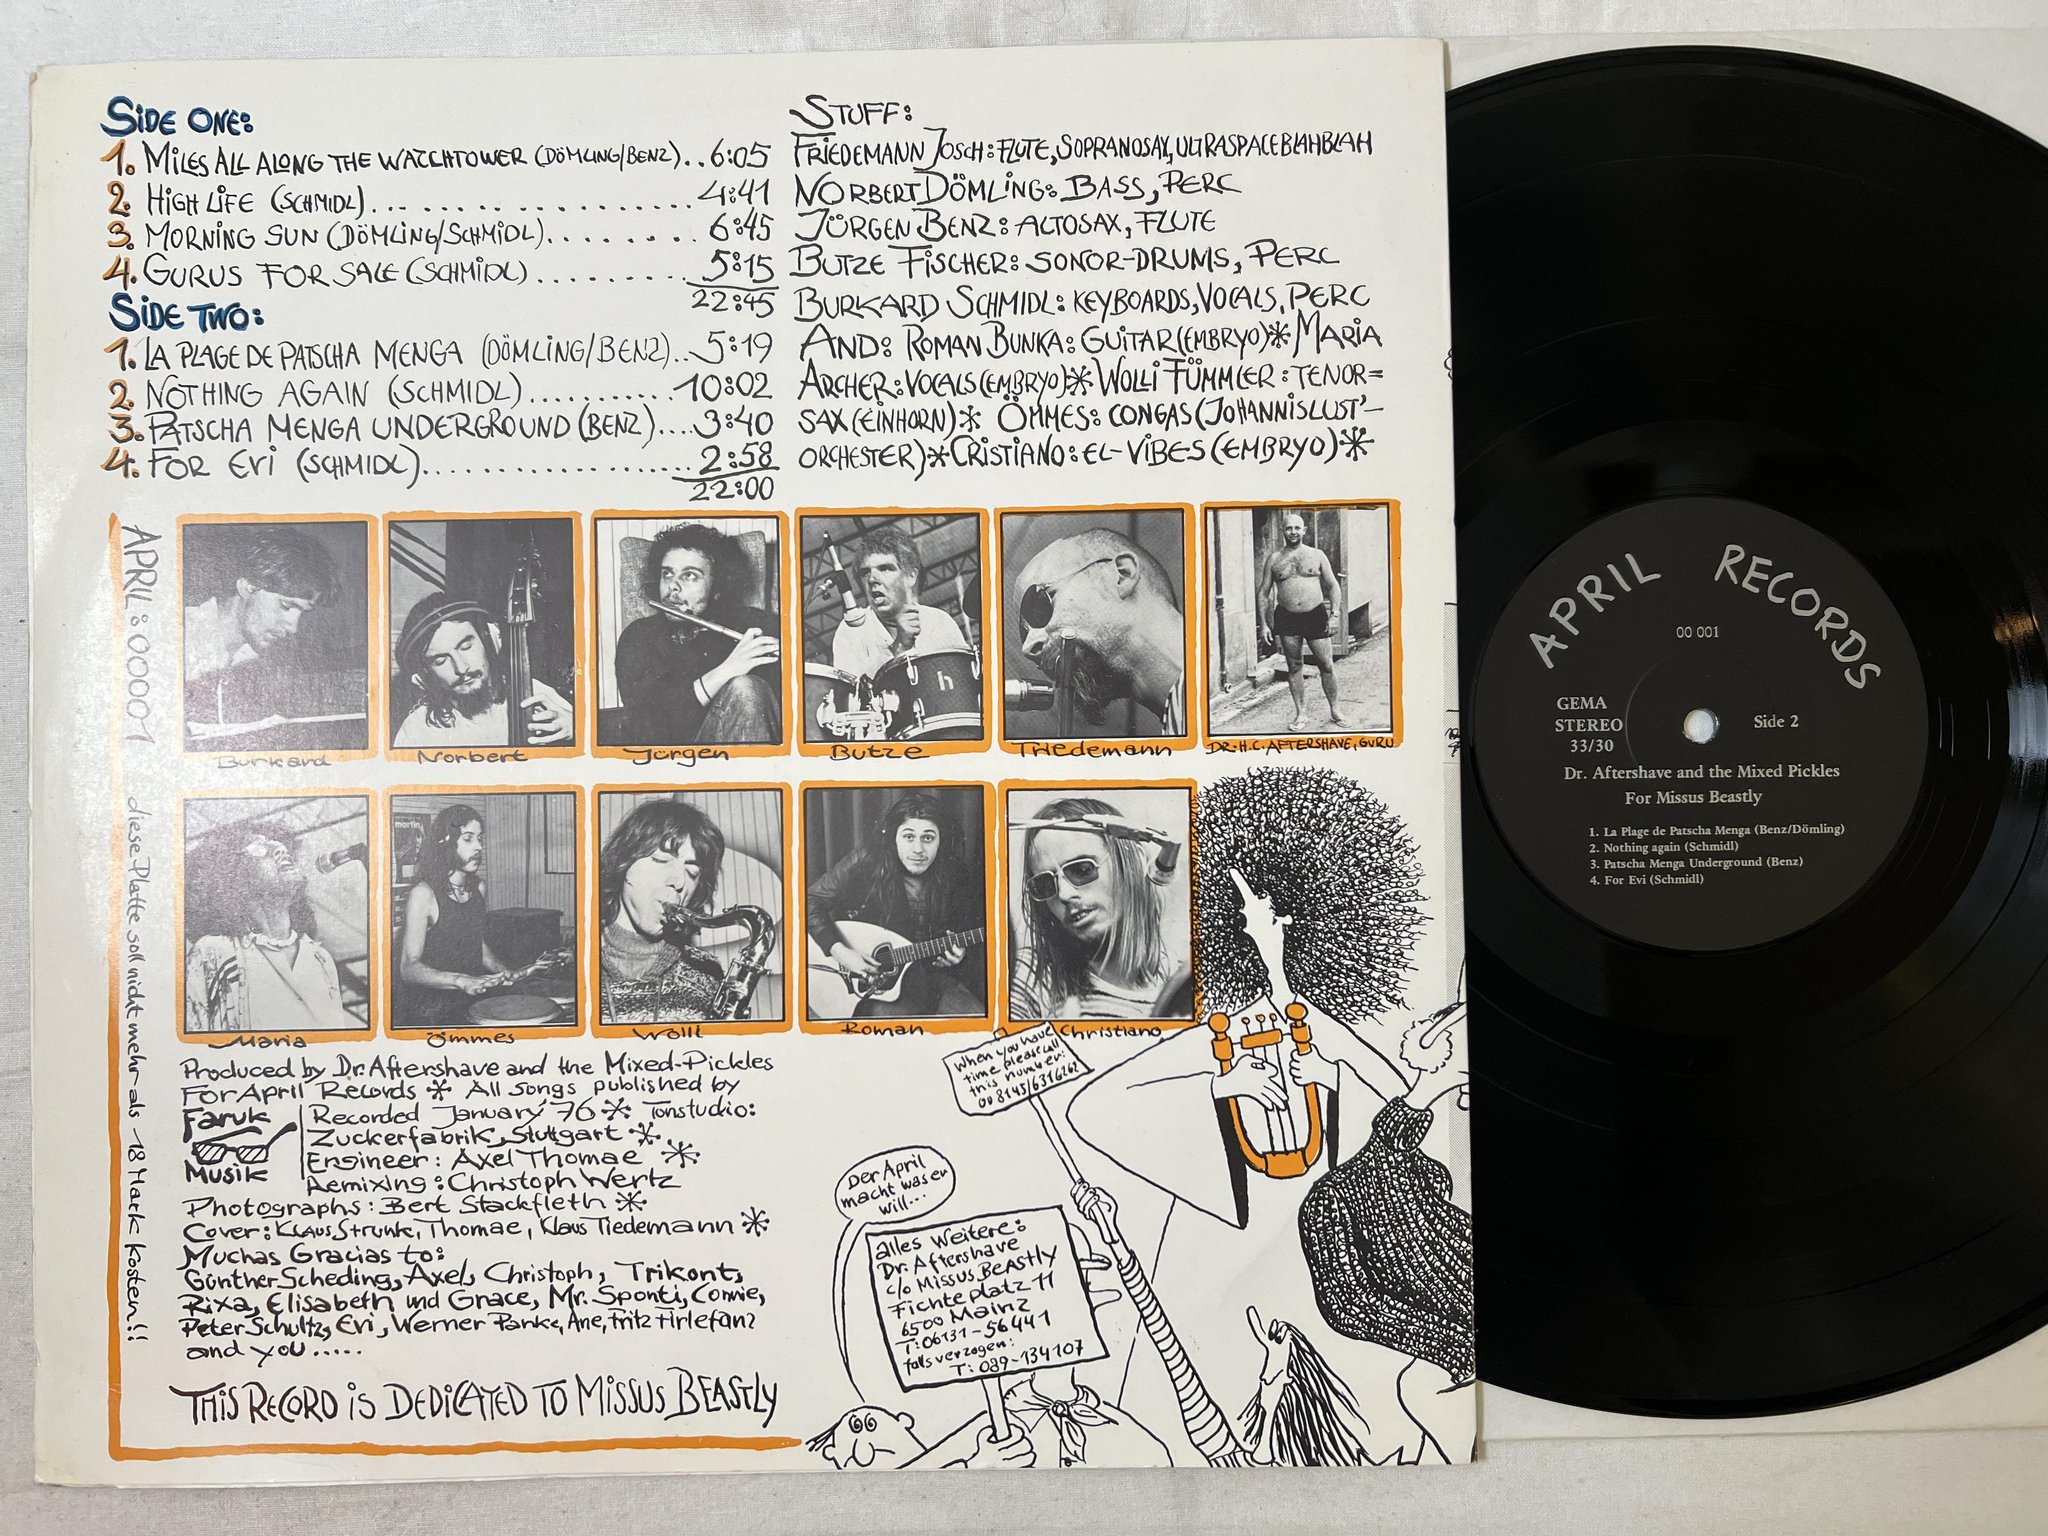 SiDE ONE:
1. MiLES ALL ALONG THE WATCHTOWER (DÖMLING/BENZ).. 6:05
2. HiGH LiFE (SCHMIDL)................... 4:41
3. MORNING SUN (DÖMLING/SCHMIDL)........ 6:45
4. GURUS FOR SALE (SCHMIDL)......... 5:15
22:45
SiDE TWO:
1. LA PLAGE DE PATSCHA MENGA (DÖMLING/BENZ).. 5:19
2. NOTHING AGAIN (SCHMIDL)........... 10:02
3. PATSCHA MENGA UNDERGROUND (BENZ).... 3:40
4. FOR EVI (SCHMIDL)..................... 2:58
22:00
STUFF:
FRIEDEMANN JOSCH: FLUTE, SOPRANOSAX, ULTRASPACEBLAHBLAH
NORBERT DÖMLING: BASS, PERC
JÜRGEN BENZ: ALTOSAX, FLUTE
BUTZE FISCHER: SONOR-DRUMS, PERC
BURKARD SCHMIDL: KEYBOARDS, VOCALS, PERC
AND: ROMAN BUNKA: GUITAR (EMBRYO) * MARIA
ARCHER: VOCALS (EMBRYO) * WOLLI FÜMMLER: TENOR=
SAX (EINHORN) * ÖMMES: CONGAS (JOHANNISLUST'-
ORCHESTER) * CRISTIANO: EL-VIBES (EMBRYO) *
APRIL: 00001 diese Platte soll nicht mehr als 18 Mark kosten!!
Burkard
Norbert
Jürgen
Butze
Friedemann
DR. H.C. AFTERSHAVE, GURU
martin
Maria
Ömmes
Wolli
Roman
Christiano
Produced by Dr. Aftershave and the Mixed-Pickles
For April Records * All songs published by
Faruk
Musik
Recorded January '76 * Tonstudio:
Zuckerfabrik, Stuttgart *
Engineer: Axel Thomae *
Remixing: Christoph Wertz
Photographs: Bert Stackfleth *
Cover: Klaus Strunk, Thomae, Klaus Tiedemann *
Muchas Gracias to:
Günther Scheding, Axel, Christoph, Trikont,
Rixa, Elisabeth und Grace, Mr. Sponti, Connie,
Peter Schultz, Evi, Werner Panke, Ane, Fritz Firlefanz
and you.....
THIS RECORD iS DEDiCATED TO MiSSUS BEASTLY
When you have
time please call
this number:
00 8145/6316262
Der April
macht was er
will...
alles Weitere:
Dr. Aftershave
c/o Missus Beastly
Fichteplatz 11
6500 Mainz
T: 06131-56441
falls verzogen:
T: 089-134107
APRIL RECORDS
00 001
GEMA
STEREO
33/30
Side 2
Dr. Aftershave and the Mixed Pickles
For Missus Beastly
1. La Plage de Patscha Menga (Benz/Dömling)
2. Nothing again (Schmidl)
3. Patscha Menga Underground (Benz)
4. For Evi (Schmidl)